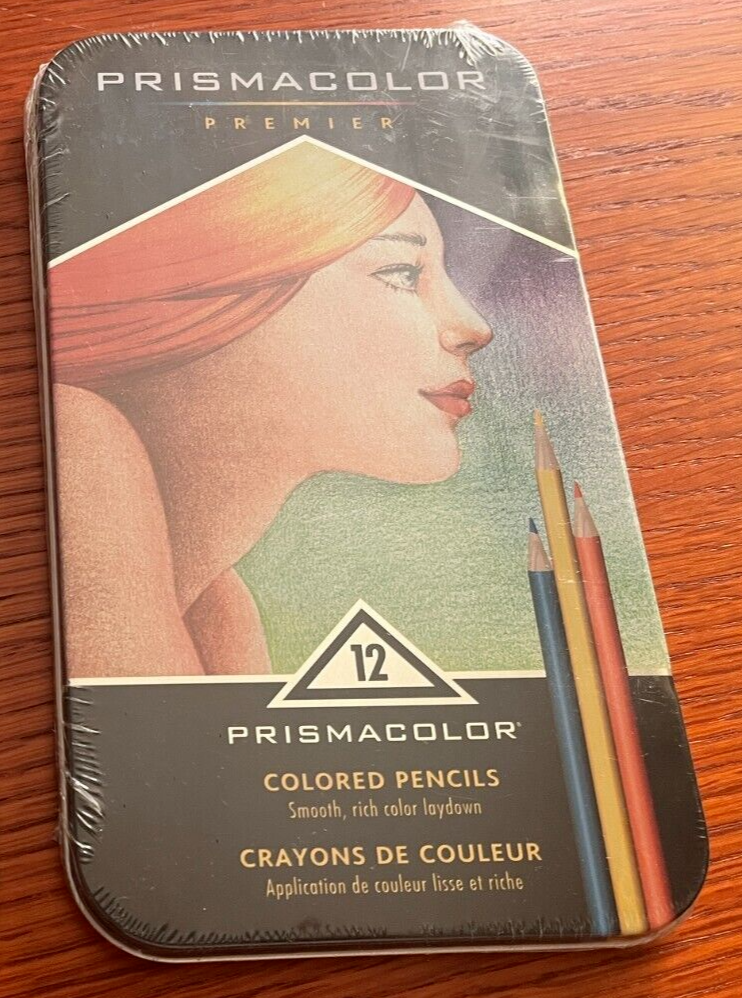 PRISMACOLOR
PREMIER
12
PRISMACOLOR®
COLORED PENCILS
Smooth, rich color laydown
CRAYONS DE COULEUR
Application de couleur lisse et riche